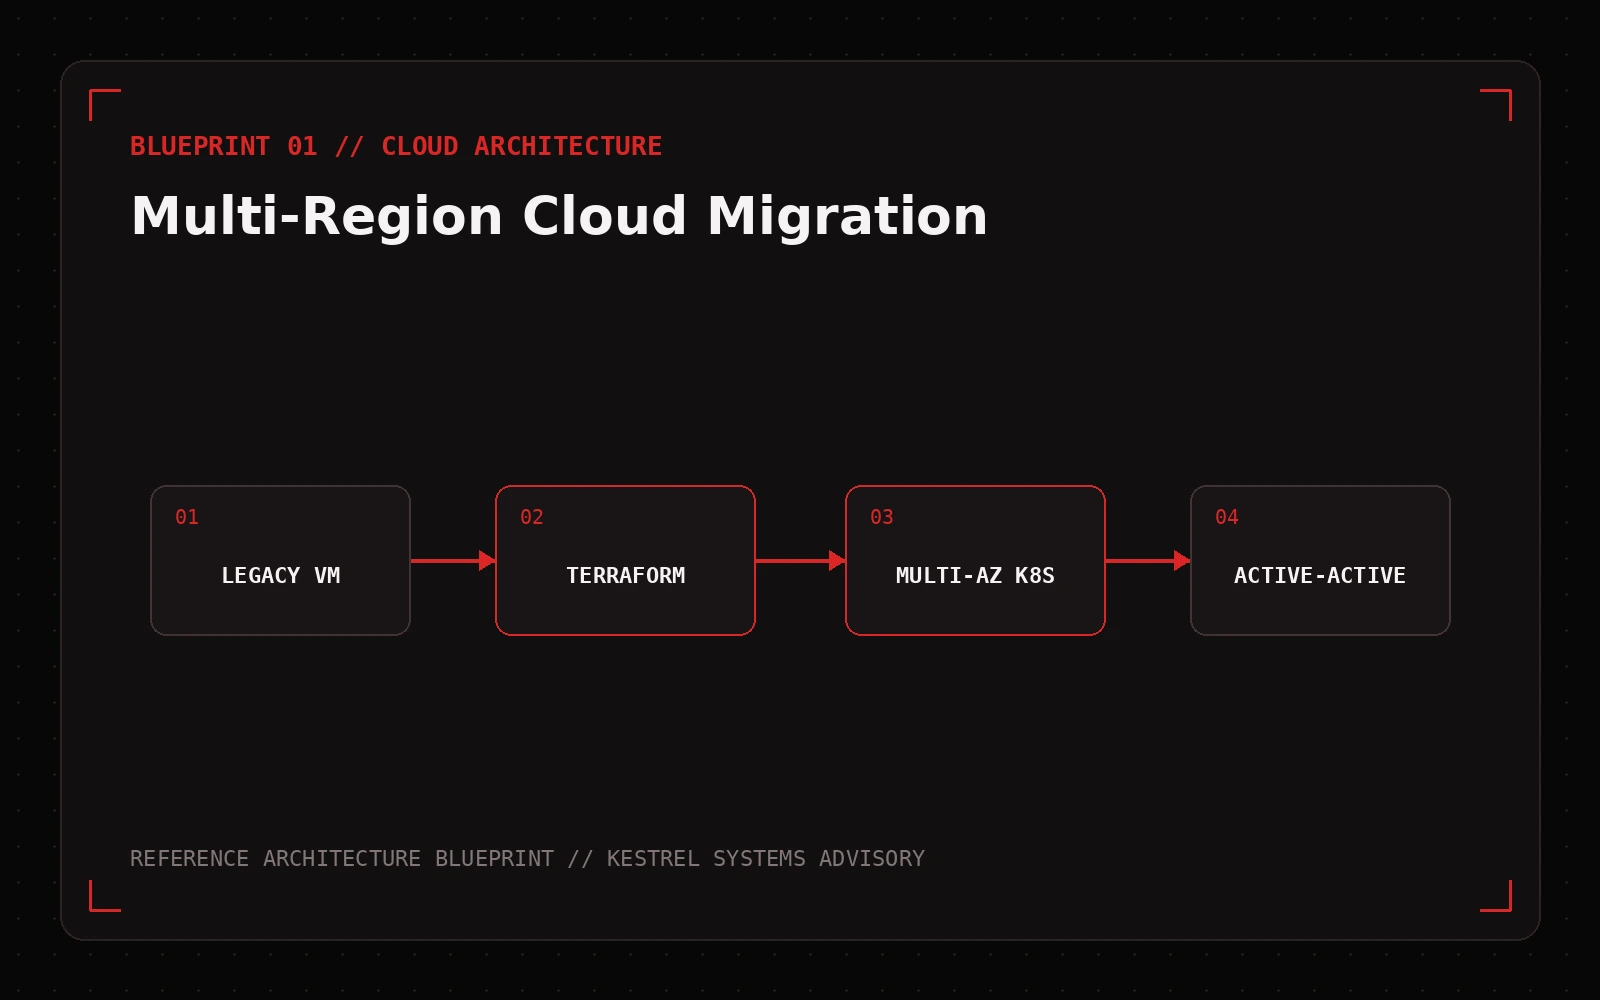 BLUEPRINT 01 // CLOUD ARCHITECTURE
Multi-Region Cloud Migration
01
LEGACY VM
02
TERRAFORM
03
MULTI-AZ K8S
04
ACTIVE-ACTIVE
REFERENCE ARCHITECTURE BLUEPRINT // KESTREL SYSTEMS ADVISORY